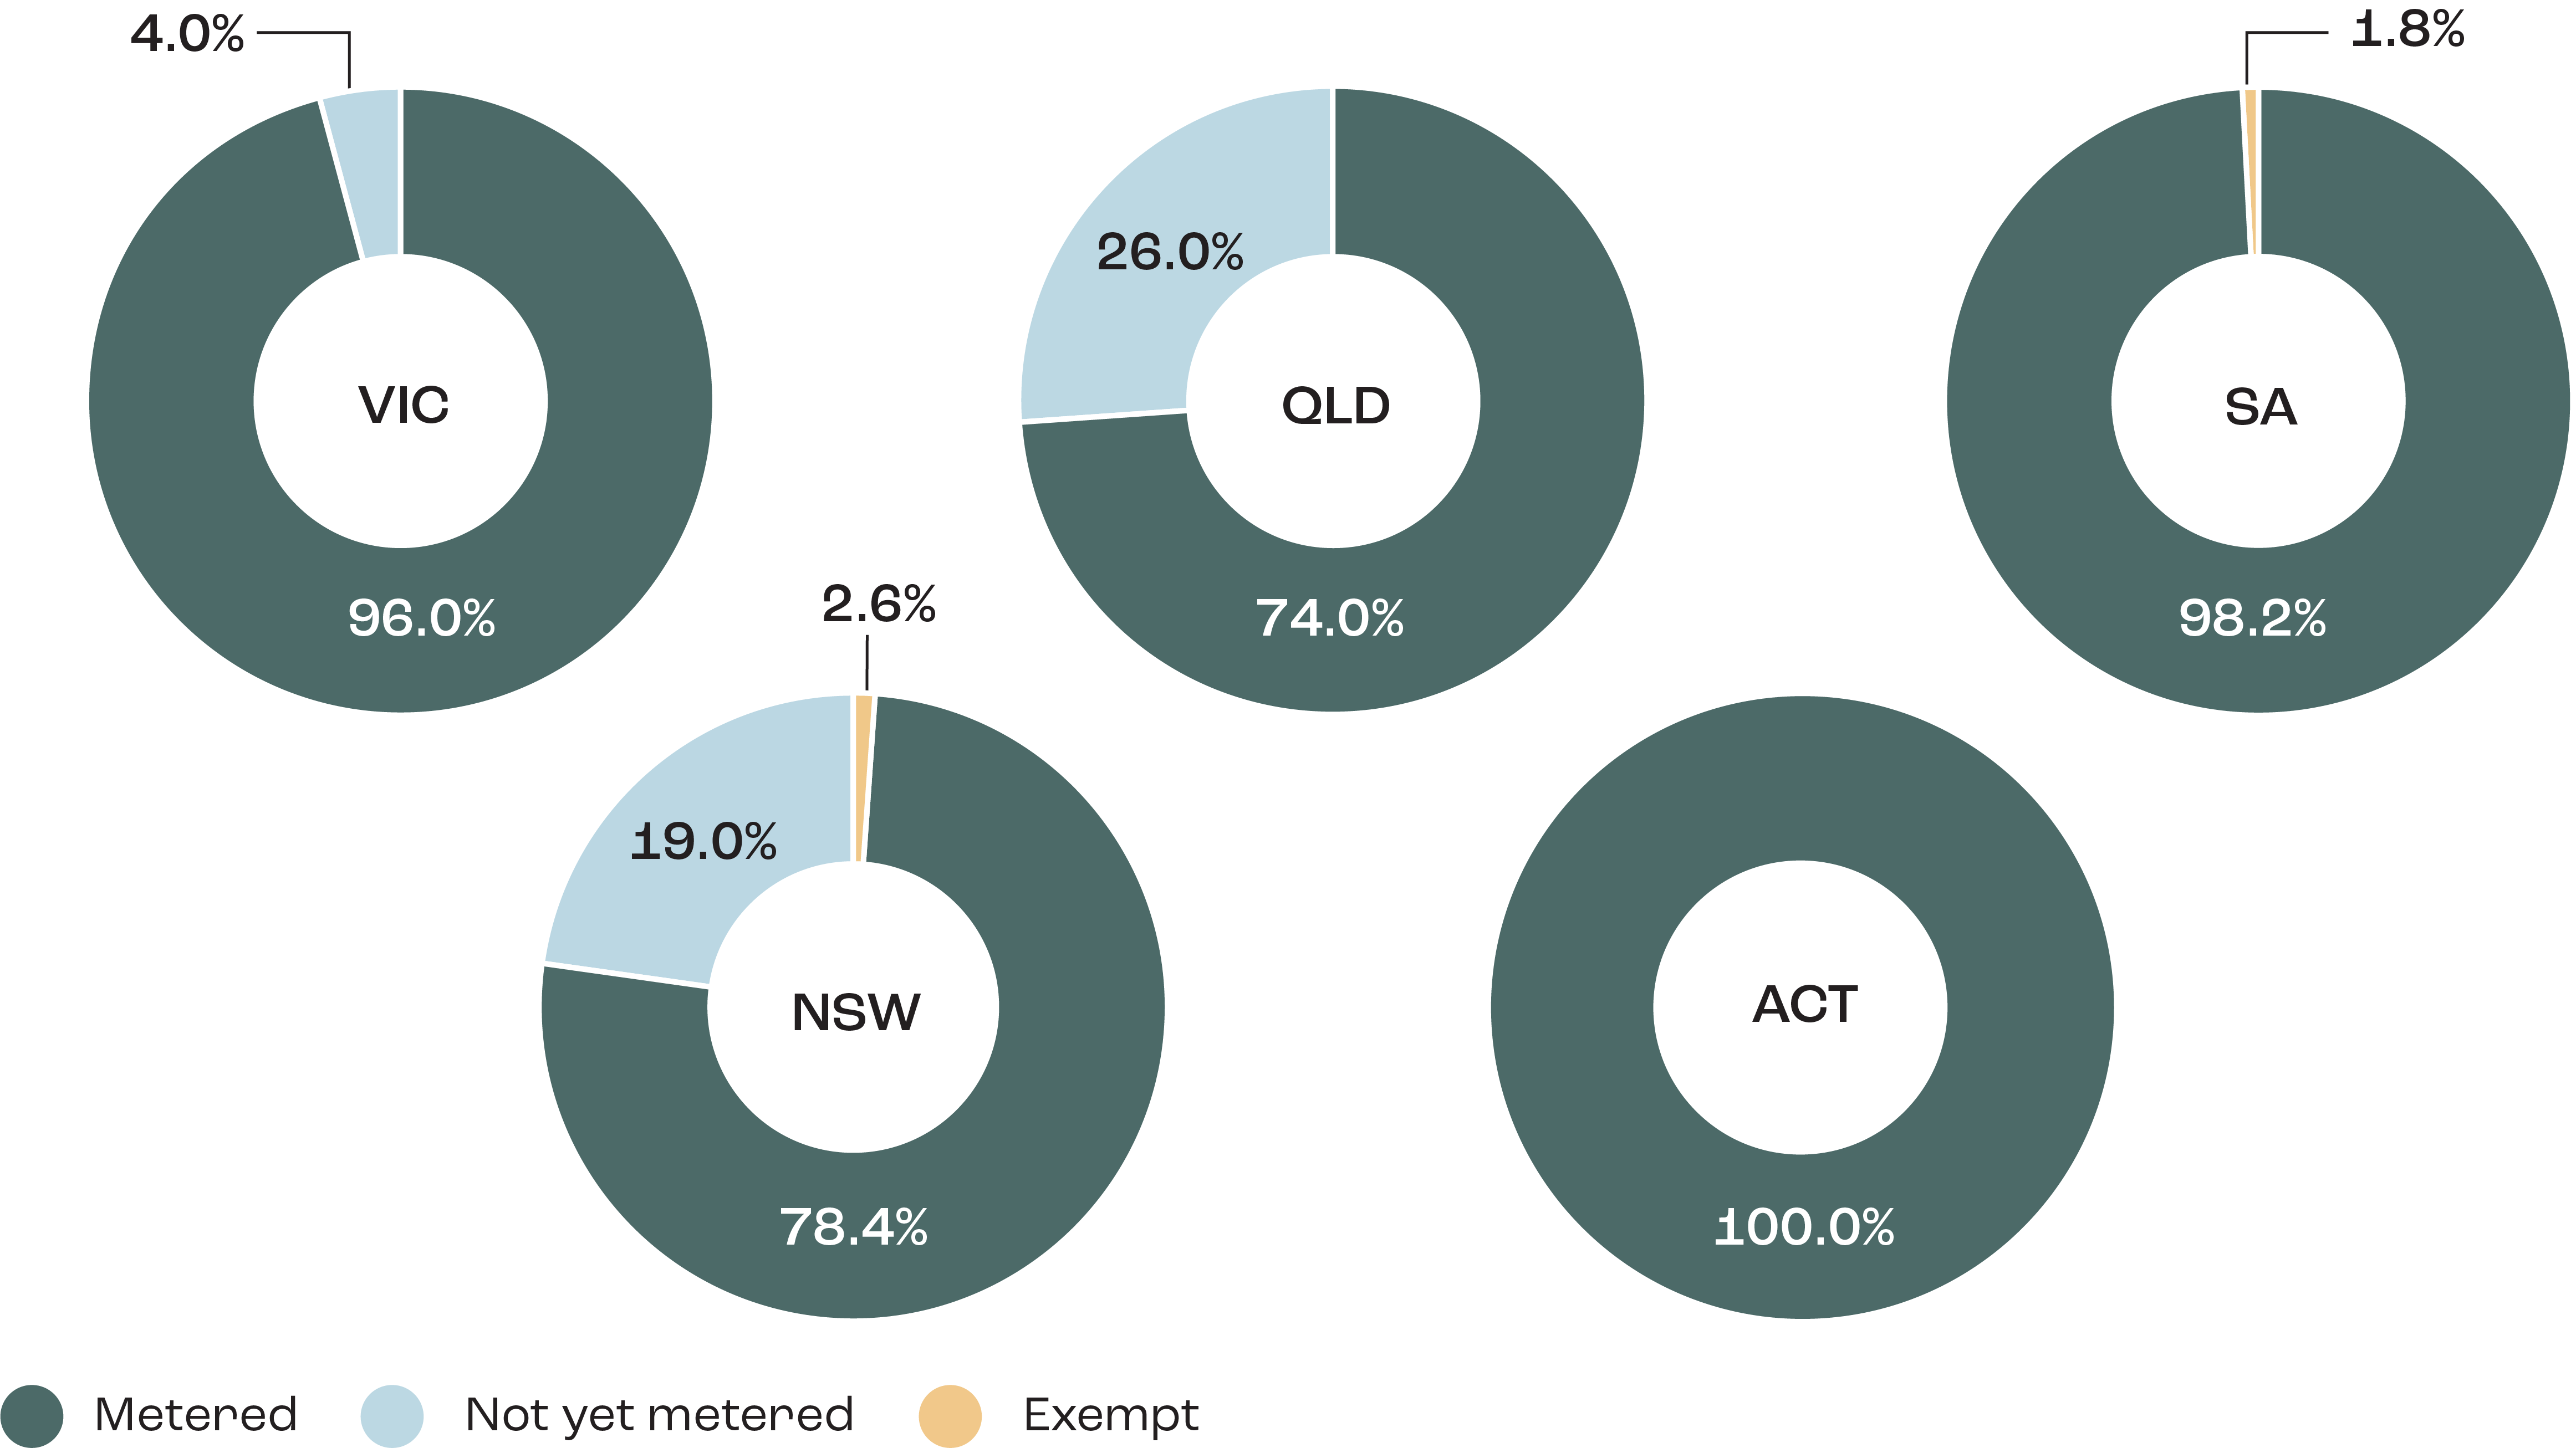 4.0%
1.8%
26.0%
VIC
QLD
SA
96.0%
74.0%
98.2%
2.6%
19.0%
NSW
ACT
78.4%
100.0%
Metered
Not yet metered
Exempt